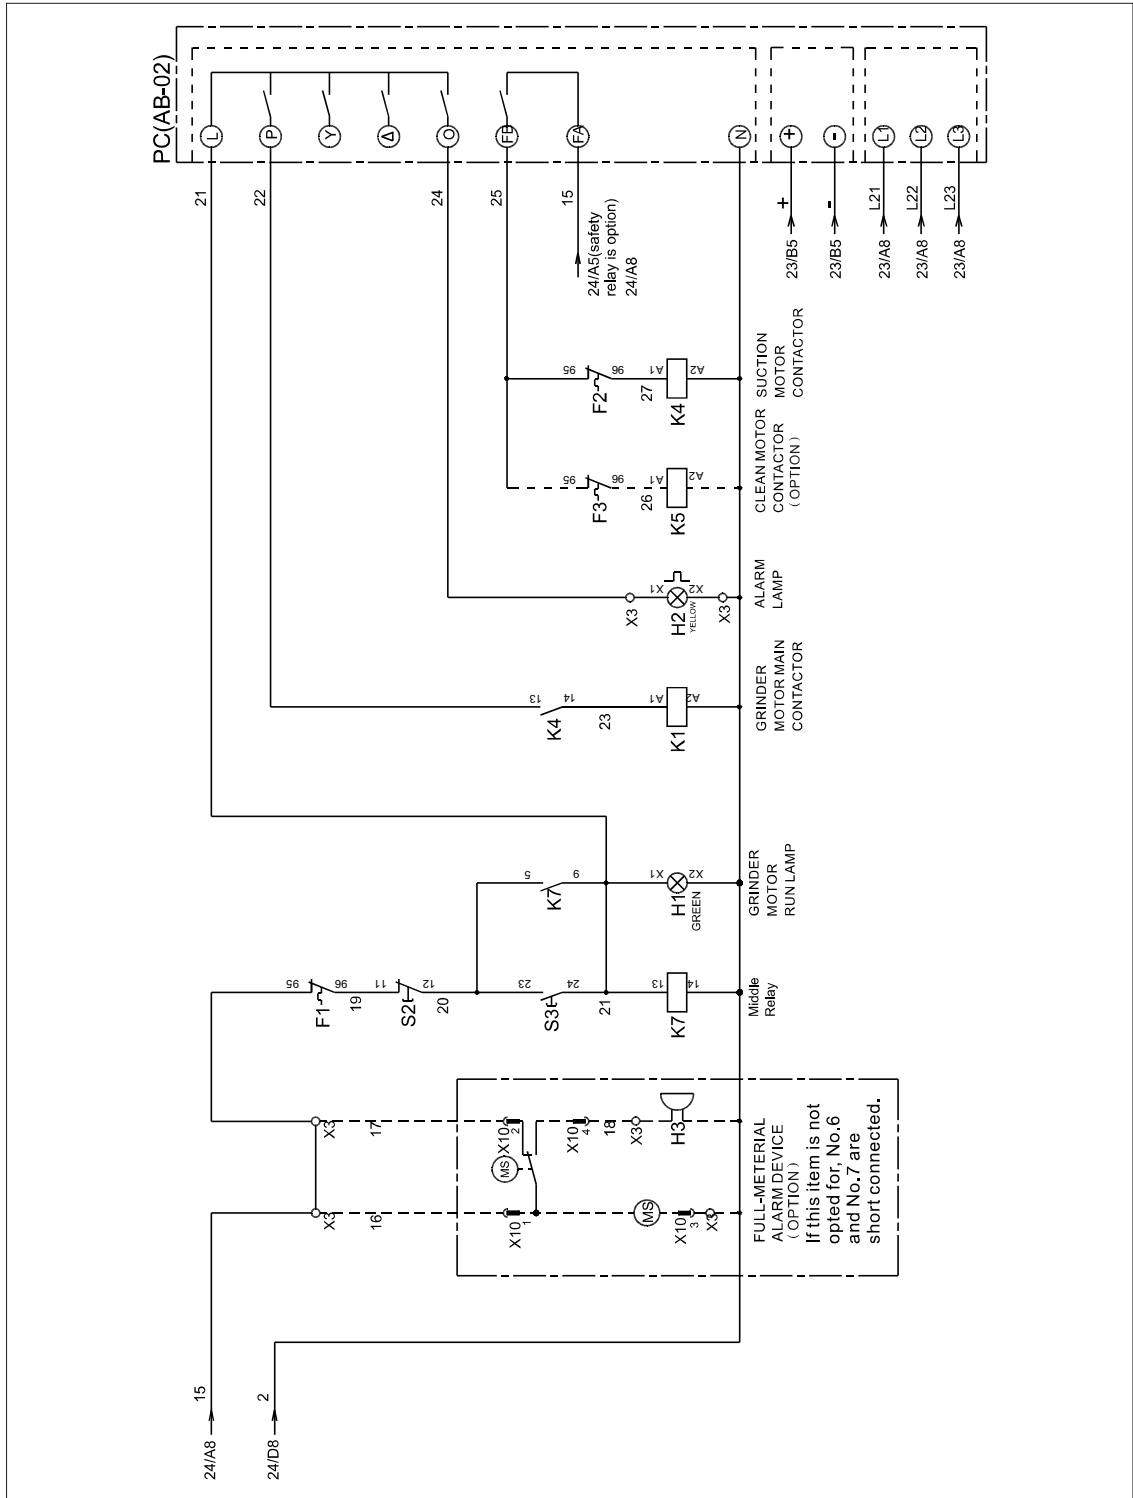 PC(AB-02)
L
P
Y
Δ
O
FB
FA
N
+
-
L1
L2
L3
21
22
24
25
15
+
-
L21
L22
L23
24/A5(safety
relay is option)
24/A8
23/B5
23/B5
23/A8
23/A8
23/A8
95
96
F2
27
A1
A2
K4
SUCTION
MOTOR
CONTACTOR
95
96
F3
26
A1
A2
K5
CLEAN MOTOR
CONTACTOR
(OPTION)
X3
X1
X2
H2
YELLOW
X3
ALARM
LAMP
13
14
K4
23
A1
A2
K1
GRINDER
MOTOR MAIN
CONTACTOR
5
9
K7
X1
X2
H1
GREEN
GRINDER
MOTOR
RUN LAMP
95
96
F1
19
11
12
S2
20
23
24
S3
21
13
14
K7
Middle
Relay
X3
17
X10
2
MS
X10
4
18
X3
H3
X3
16
X10
1
MS
X10
3
X3
FULL-METERIAL
ALARM DEVICE
(OPTION)
If this item is not
opted for, No.6
and No.7 are
short connected.
15
2
24/A8
24/D8